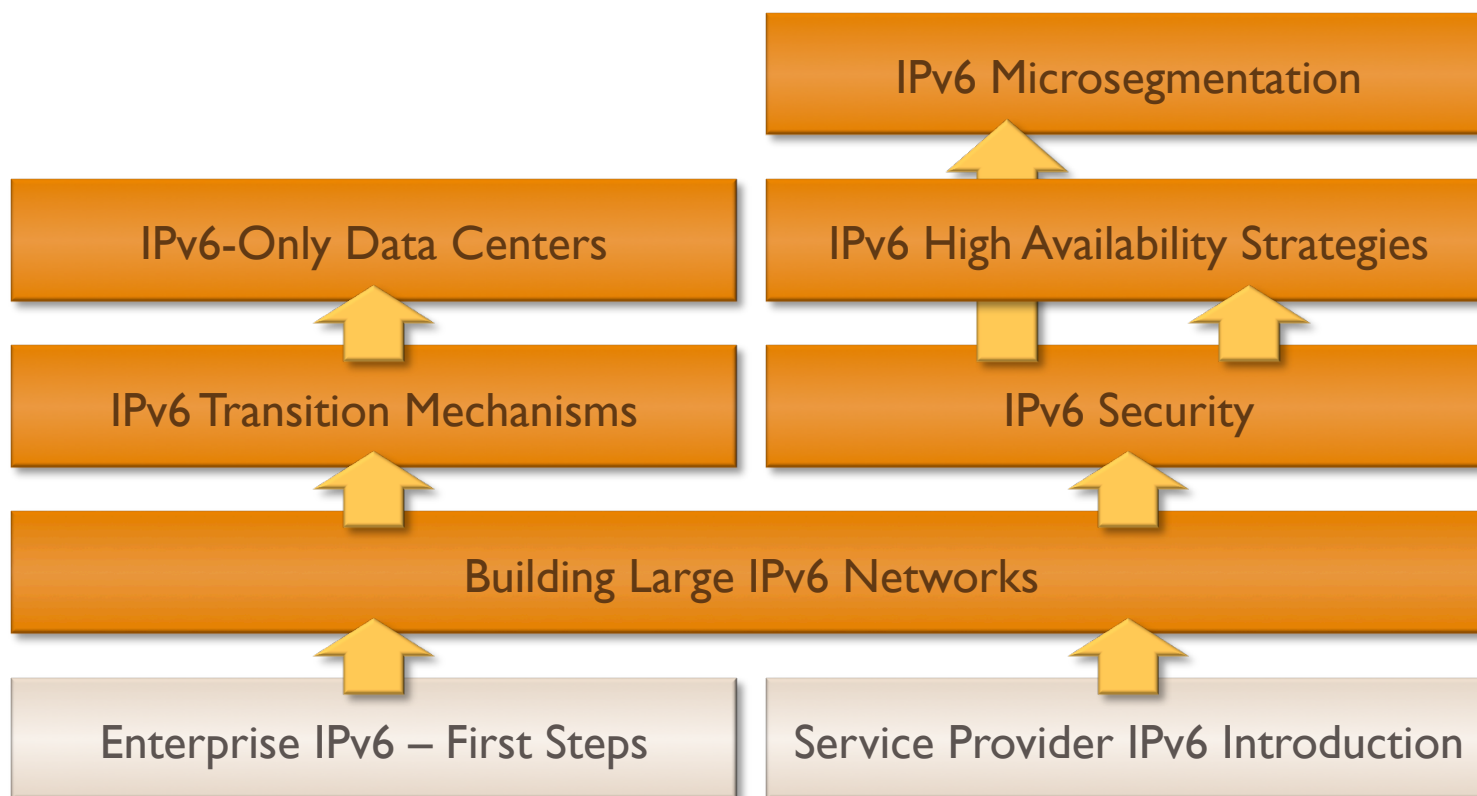 IPv6 Microsegmentation
IPv6-Only Data Centers
IPv6 High Availability Strategies
IPv6 Transition Mechanisms
IPv6 Security
Building Large IPv6 Networks
Enterprise IPv6 – First Steps
Service Provider IPv6 Introduction